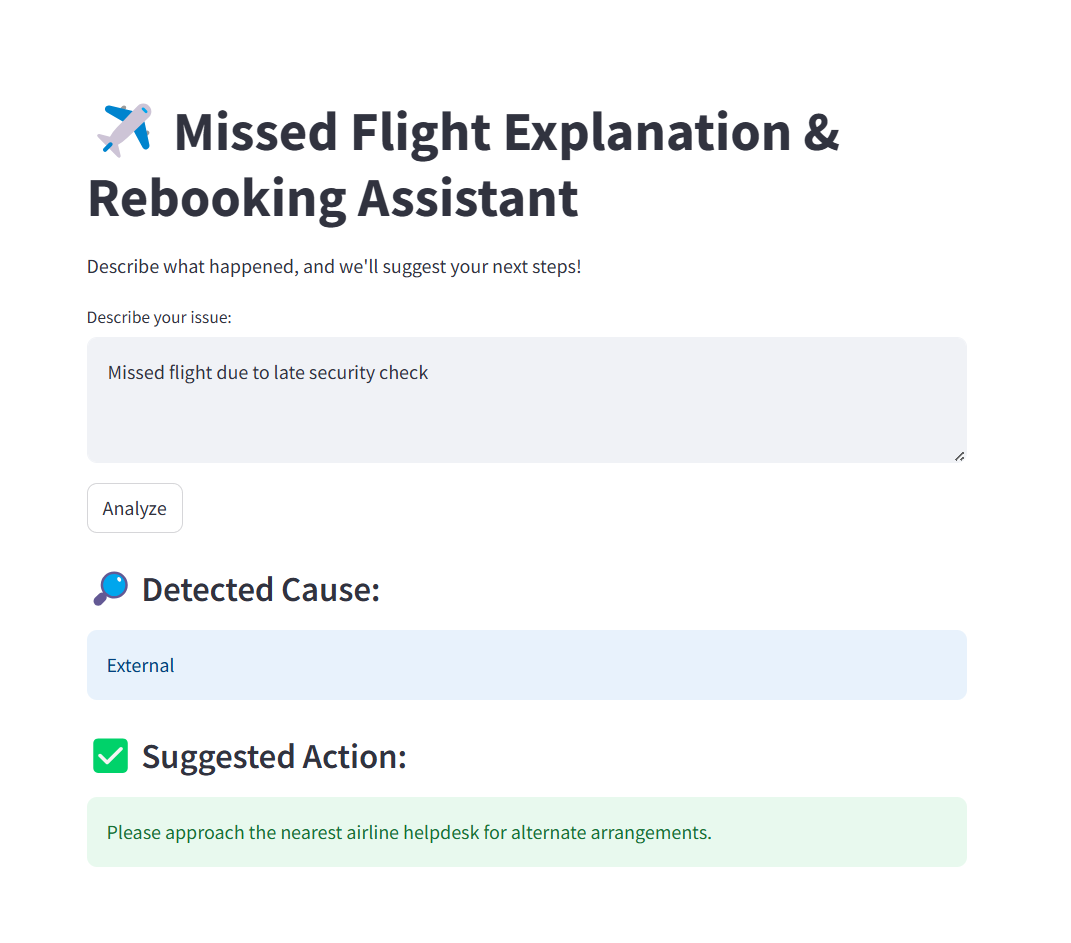 Missed Flight Explanation &
Rebooking Assistant
Describe what happened, and we'll suggest your next steps!
Describe your issue:
Missed flight due to late security check
Analyze
Detected Cause:
External
Suggested Action:
Please approach the nearest airline helpdesk for alternate arrangements.